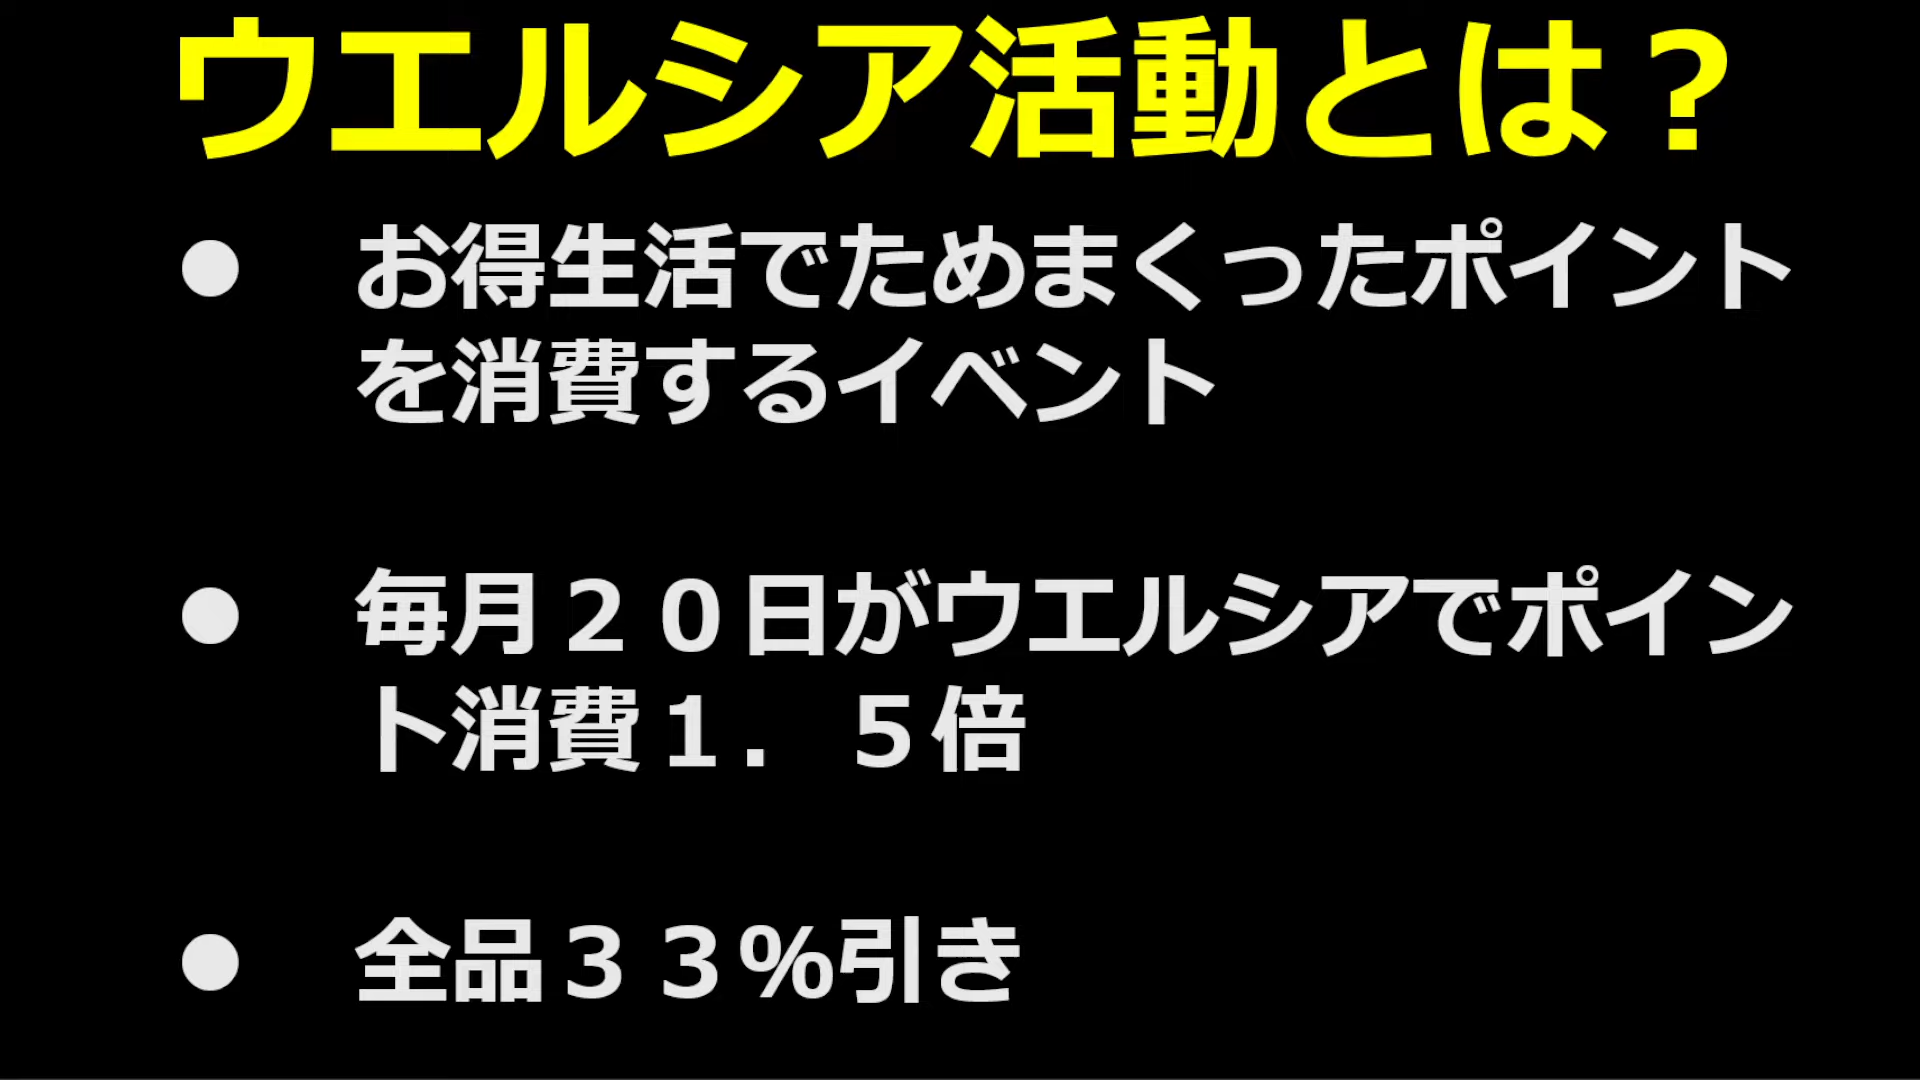 ウエルシア活動とは？
● お得生活でためまくったポイント
を消費するイベント
● 毎月２０日がウエルシアでポイン
ト消費１．５倍
● 全品３３％引き